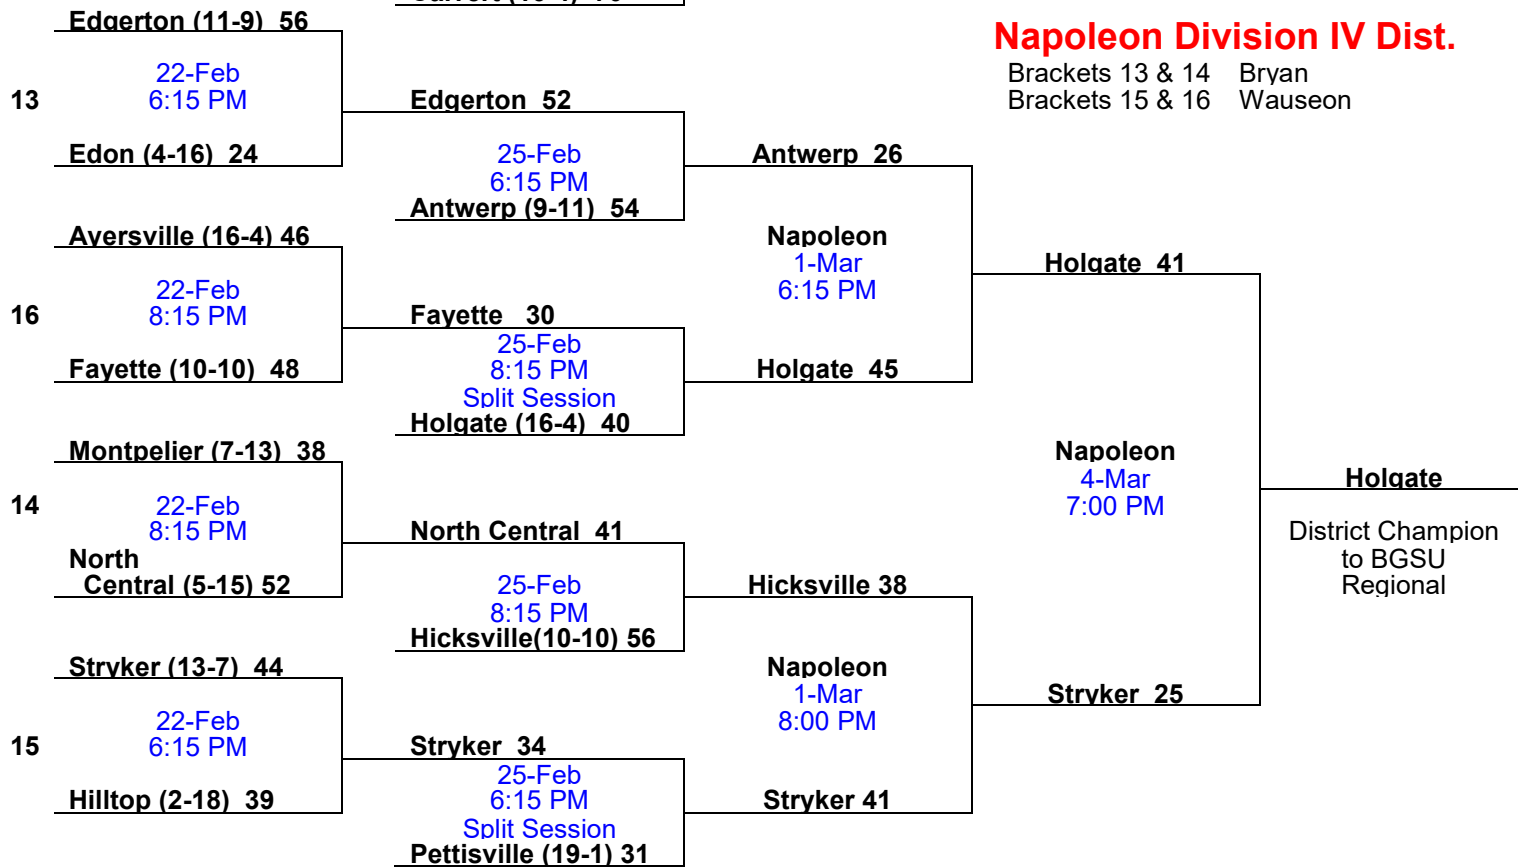 Edgerton (11-9) 56
Napoleon Division IV Dist.
Brackets 13 & 14 Bryan
Brackets 15 & 16 Wauseon
13
22-Feb
6:15 PM
Edon (4-16) 24
Edgerton 52
25-Feb
6:15 PM
Antwerp (9-11) 54
Antwerp 26
Ayersville (16-4) 46
16
22-Feb
8:15 PM
Fayette (10-10) 48
Fayette 30
25-Feb
8:15 PM
Split Session
Holgate (16-4) 40
Napoleon
1-Mar
6:15 PM
Holgate 45
Holgate 41
Montpelier (7-13) 38
14
22-Feb
8:15 PM
North
Central (5-15) 52
North Central 41
25-Feb
8:15 PM
Hicksville(10-10) 56
Hicksville 38
Napoleon
4-Mar
7:00 PM
Holgate
District Champion
to BGSU
Regional
Stryker (13-7) 44
15
22-Feb
6:15 PM
Hilltop (2-18) 39
Stryker 34
25-Feb
6:15 PM
Split Session
Pettisville (19-1) 31
Napoleon
1-Mar
8:00 PM
Stryker 41
Stryker 25